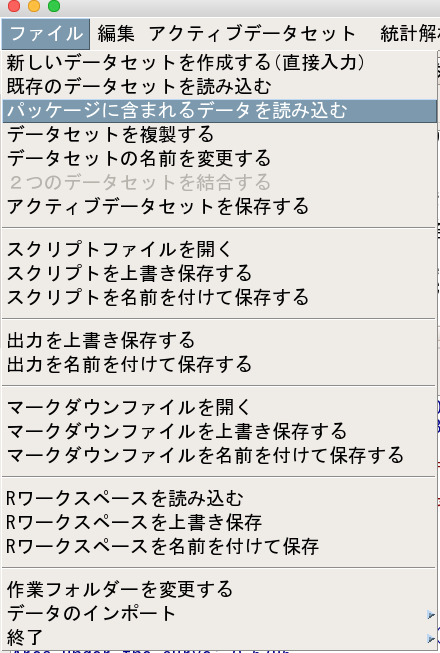 ファイル 編集 アクティブデータセット 統計解
新しいデータセットを作成する(直接入力)
既存のデータセットを読み込む
パッケージに含まれるデータを読み込む
データセットを複製する
データセットの名前を変更する
２つのデータセットを結合する
アクティブデータセットを保存する
スクリプトファイルを開く
スクリプトを上書き保存する
スクリプトを名前を付けて保存する
出力を上書き保存する
出力を名前を付けて保存する
マークダウンファイルを開く
マークダウンファイルを上書き保存する
マークダウンファイルを名前を付けて保存する
Rワークスペースを読み込む
Rワークスペースを上書き保存
Rワークスペースを名前を付けて保存
作業フォルダーを変更する
データのインポート
終了